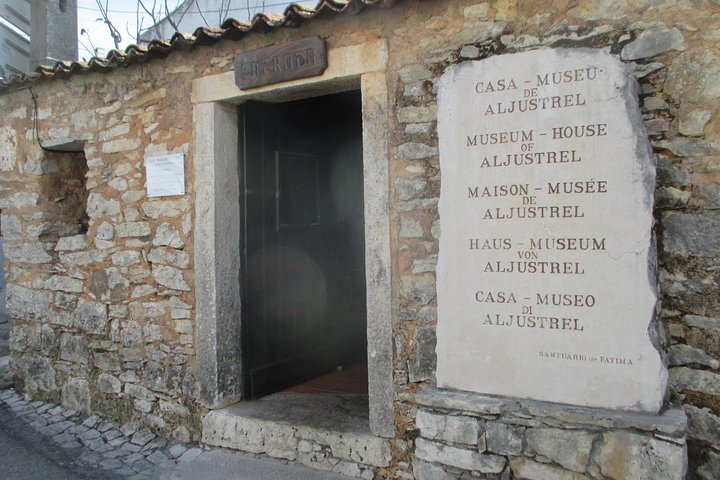 ENTRADA
CASA - MUSEU
DE
ALJUSTREL
MUSEUM - HOUSE
OF
ALJUSTREL
MAISON - MUSÉE
DE
ALJUSTREL
HAUS - MUSEUM
VON
ALJUSTREL
CASA - MUSEO
DI
ALJUSTREL
SANTUÁRIO de FÁTIMA